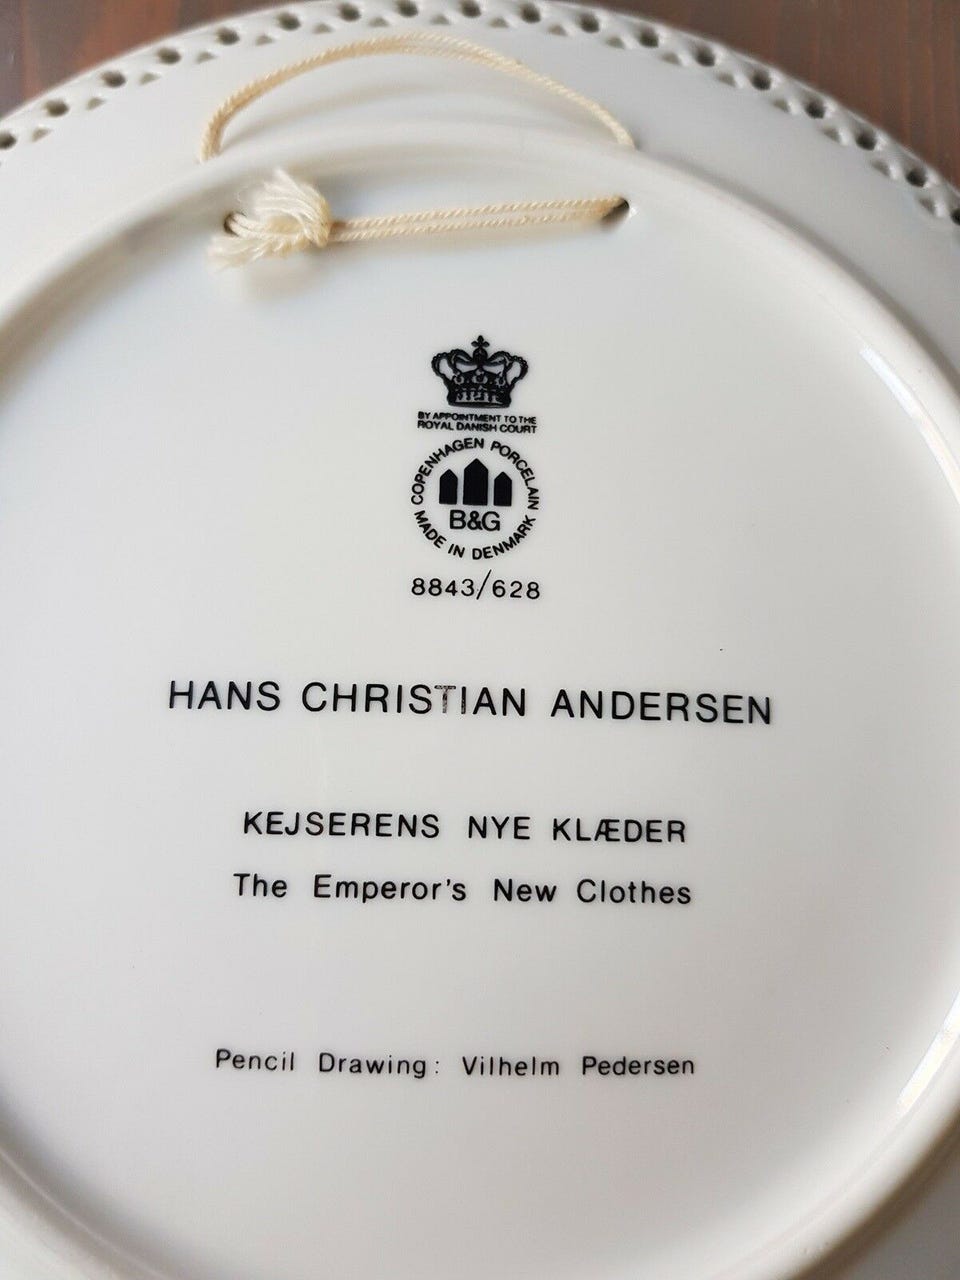 BY APPOINTMENT TO THE
ROYAL DANISH COURT
COPENHAGEN PORCELAIN
B&G
MADE IN DENMARK
8843/628
HANS CHRISTIAN ANDERSEN
KEJSERENS NYE KLÆDER
The Emperor's New Clothes
Pencil Drawing: Vilhelm Pedersen